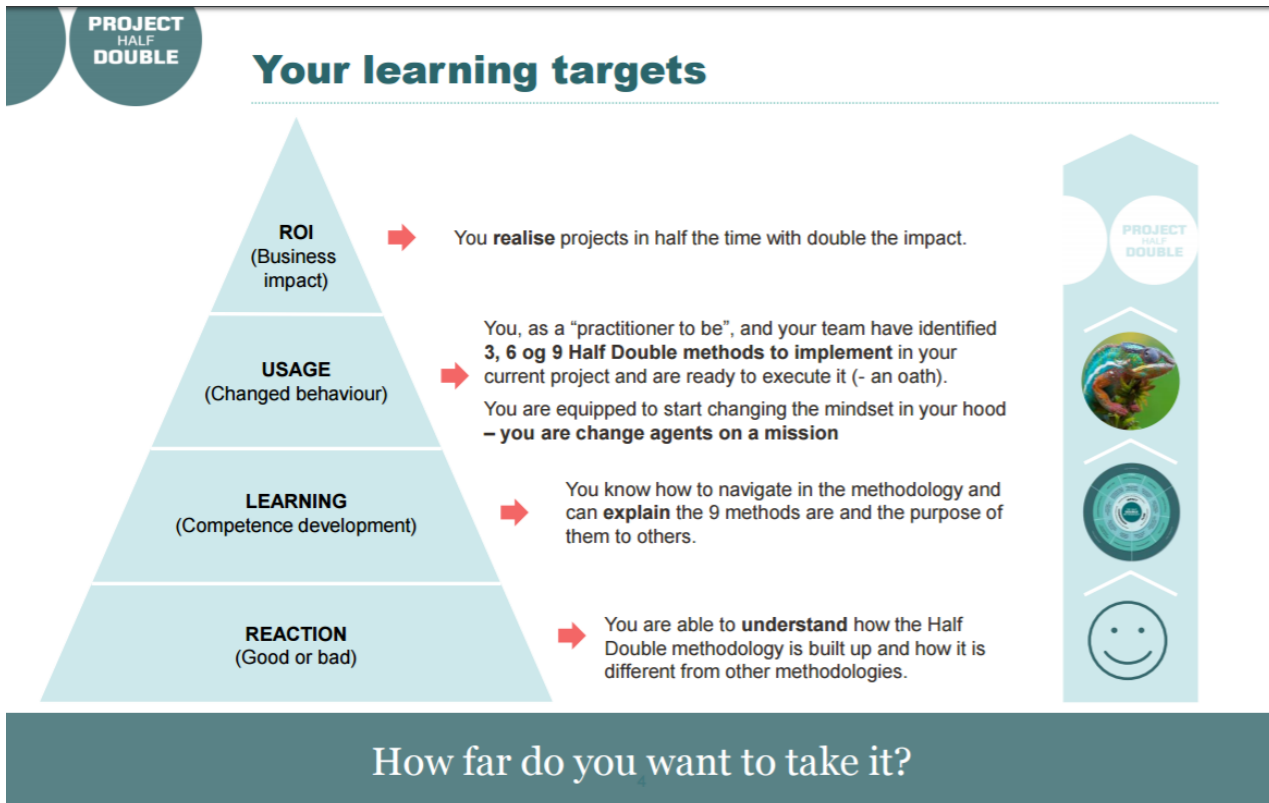 PROJECT
HALF
DOUBLE
Your learning targets
ROI
(Business
impact)
You realise projects in half the time with double the impact.
PROJECT
HALF
DOUBLE
USAGE
(Changed behaviour)
You, as a “practitioner to be”, and your team have identified
3, 6 og 9 Half Double methods to implement in your
current project and are ready to execute it (- an oath).
You are equipped to start changing the mindset in your hood
– you are change agents on a mission
LEARNING
(Competence development)
You know how to navigate in the methodology and
can explain the 9 methods are and the purpose of
them to others.
REACTION
(Good or bad)
You are able to understand how the Half
Double methodology is built up and how it is
different from other methodologies.
How far do you want to take it?
4